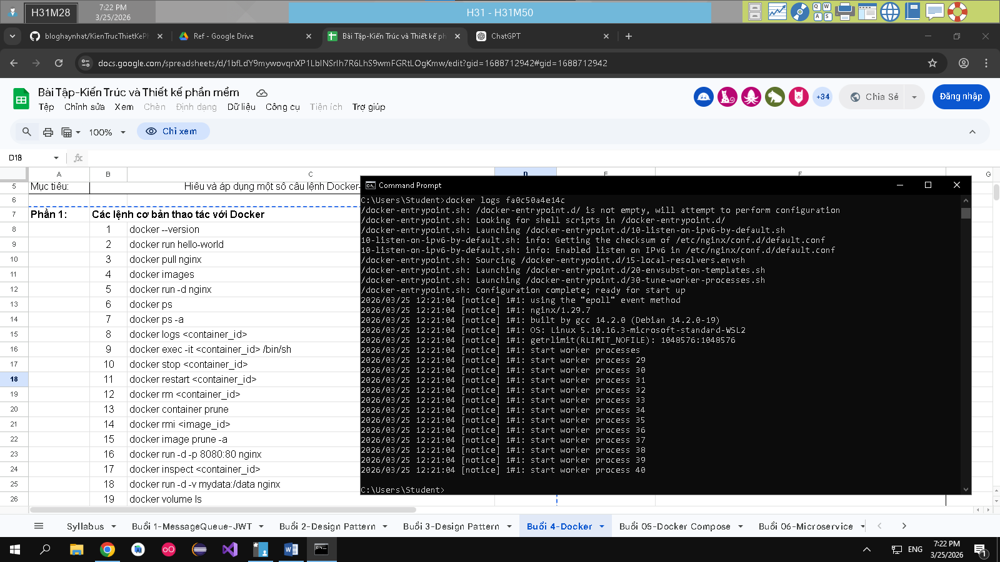 H31M28
7:22 PM
3/25/2026
H31 - H31M50
bloghaynhat/KienTrucThietKePh
Ref - Google Drive
Bài Tập-Kiến Trúc và Thiết kế ph
ChatGPT
docs.google.com/spreadsheets/d/1bfLdY9mywovqnXP1LbINSrIh7R6LhS9wmFGRtLOgKmw/edit?gid=1688712942#gid=1688712942
Bài Tập-Kiến Trúc và Thiết kế phần mềm
Tệp Chỉnh sửa Xem Chèn Định dạng Dữ liệu Công cụ Tiện ích Trợ giúp
+34
Chia Sẻ
Đăng nhập
100%
Chỉ xem
D18
fx
A B C D E F G
5 Mục tiêu: Hiểu và áp dụng một số câu lệnh Docker
6
7 Phần 1: Các lệnh cơ bản thao tác với Docker
8 1 docker --version
9 2 docker run hello-world
10 3 docker pull nginx
11 4 docker images
12 5 docker run -d nginx
13 6 docker ps
14 7 docker ps -a
15 8 docker logs <container_id>
16 9 docker exec -it <container_id> /bin/sh
17 10 docker stop <container_id>
18 11 docker restart <container_id>
19 12 docker rm <container_id>
20 13 docker container prune
21 14 docker rmi <image_id>
22 15 docker image prune -a
23 16 docker run -d -p 8080:80 nginx
24 17 docker inspect <container_id>
25 18 docker run -d -v mydata:/data nginx
26 19 docker volume ls
Command Prompt
C:\Users\Student>docker logs fa0c50a4e14c
/docker-entrypoint.sh: /docker-entrypoint.d/ is not empty, will attempt to perform configuration
/docker-entrypoint.sh: Looking for shell scripts in /docker-entrypoint.d/
/docker-entrypoint.sh: Launching /docker-entrypoint.d/10-listen-on-ipv6-by-default.sh
10-listen-on-ipv6-by-default.sh: info: Getting the checksum of /etc/nginx/conf.d/default.conf
10-listen-on-ipv6-by-default.sh: info: Enabled listen on IPv6 in /etc/nginx/conf.d/default.conf
/docker-entrypoint.sh: Sourcing /docker-entrypoint.d/15-local-resolvers.envsh
/docker-entrypoint.sh: Launching /docker-entrypoint.d/20-envsubst-on-templates.sh
/docker-entrypoint.sh: Launching /docker-entrypoint.d/30-tune-worker-processes.sh
/docker-entrypoint.sh: Configuration complete; ready for start up
2026/03/25 12:21:04 [notice] 1#1: using the "epoll" event method
2026/03/25 12:21:04 [notice] 1#1: nginx/1.29.7
2026/03/25 12:21:04 [notice] 1#1: built by gcc 14.2.0 (Debian 14.2.0-19)
2026/03/25 12:21:04 [notice] 1#1: OS: Linux 5.10.16.3-microsoft-standard-WSL2
2026/03/25 12:21:04 [notice] 1#1: getrlimit(RLIMIT_NOFILE): 1048576:1048576
2026/03/25 12:21:04 [notice] 1#1: start worker processes
2026/03/25 12:21:04 [notice] 1#1: start worker process 29
2026/03/25 12:21:04 [notice] 1#1: start worker process 30
2026/03/25 12:21:04 [notice] 1#1: start worker process 31
2026/03/25 12:21:04 [notice] 1#1: start worker process 32
2026/03/25 12:21:04 [notice] 1#1: start worker process 33
2026/03/25 12:21:04 [notice] 1#1: start worker process 34
2026/03/25 12:21:04 [notice] 1#1: start worker process 35
2026/03/25 12:21:04 [notice] 1#1: start worker process 36
2026/03/25 12:21:04 [notice] 1#1: start worker process 37
2026/03/25 12:21:04 [notice] 1#1: start worker process 38
2026/03/25 12:21:04 [notice] 1#1: start worker process 39
2026/03/25 12:21:04 [notice] 1#1: start worker process 40
C:\Users\Student>
Syllabus Buổi 1-MessageQueue-JWT Buổi 2-Design Pattern Buổi 3-Design Pattern Buổi 4-Docker Buổi 05-Docker Compose Buổi 06-Microservice
ENG
7:22 PM
3/25/2026
1